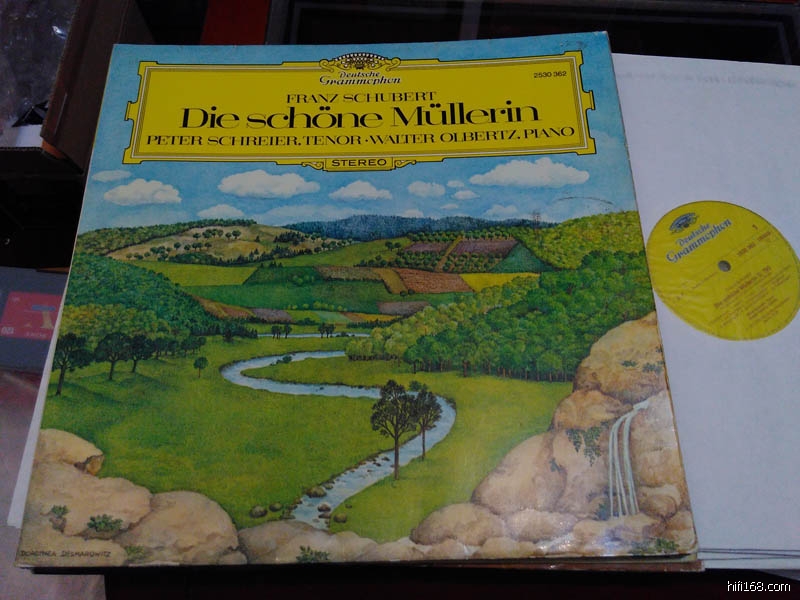 Deutsche
Grammophon
2530 362
FRANZ SCHUBERT
Die schöne Müllerin
PETER SCHREIER, TENOR · WALTER OLBERTZ, PIANO
STEREO
Deutsche
Grammophon
DOROTHEA DESMAROWITZ
hifi168.com